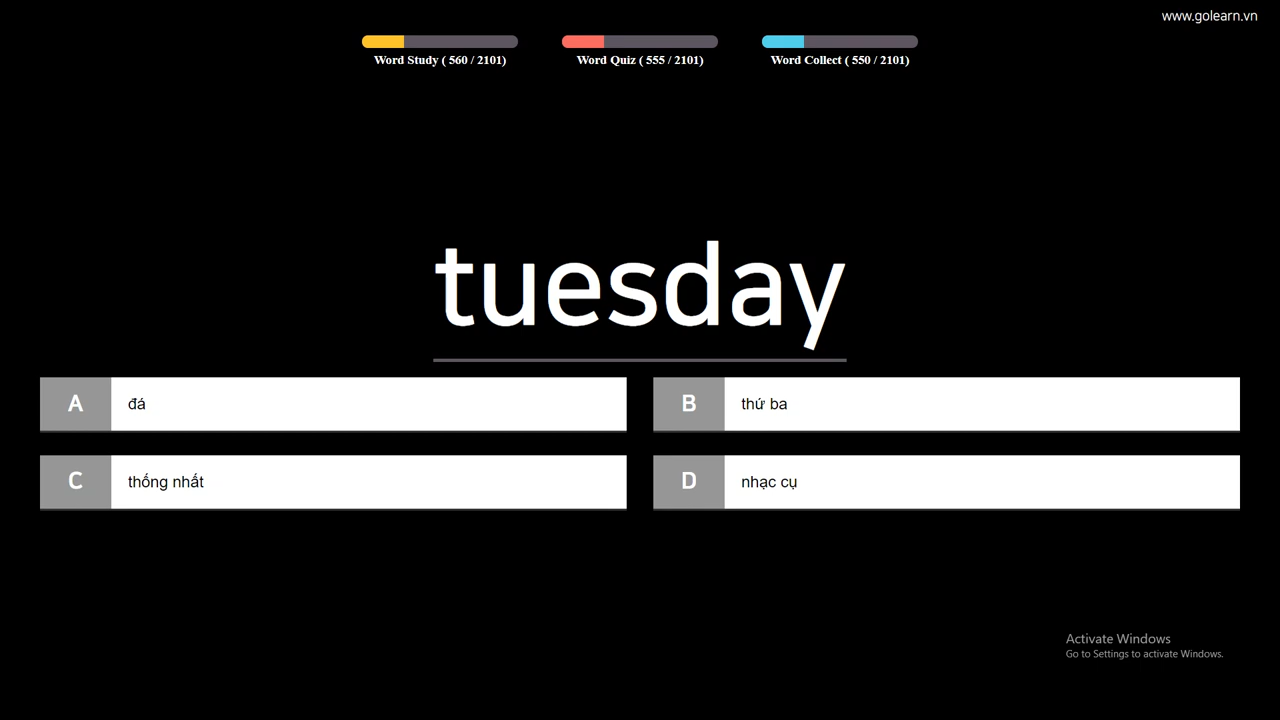 www.golearn.vn
Word Study ( 560 / 2101)
Word Quiz ( 555 / 2101)
Word Collect ( 550 / 2101)
tuesday
A đá
B thứ ba
C thống nhất
D nhạc cụ
Activate Windows
Go to Settings to activate Windows.